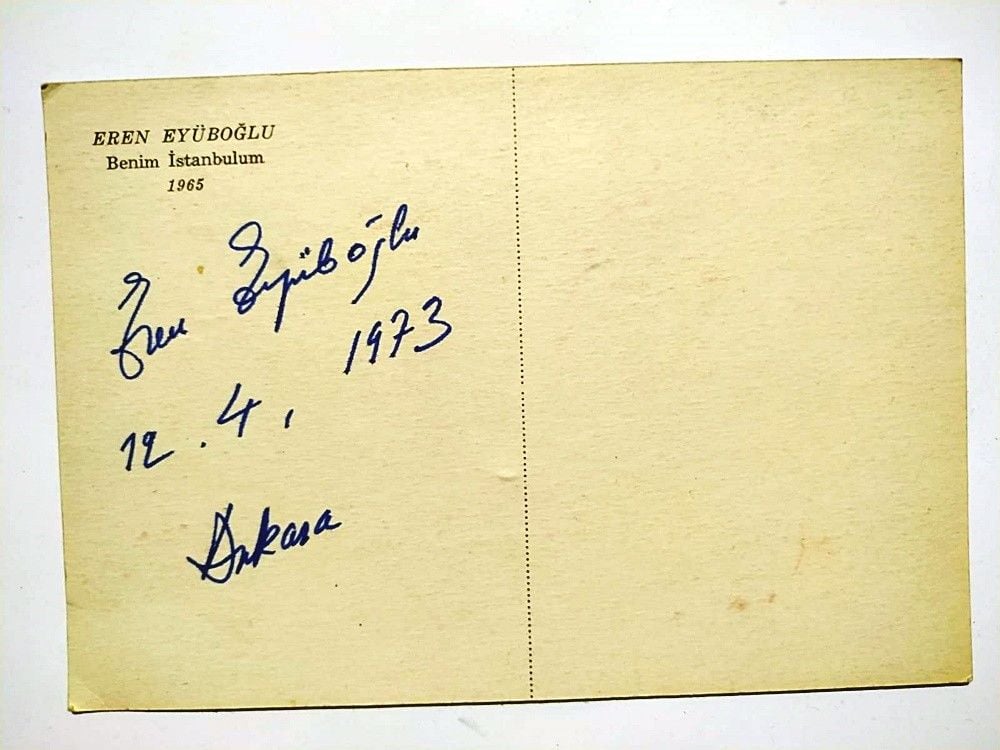 EREN EYÜBOĞLU
Benim İstanbulum
1965
Eren Eyüboğlu
12.4, 1973
Ankara